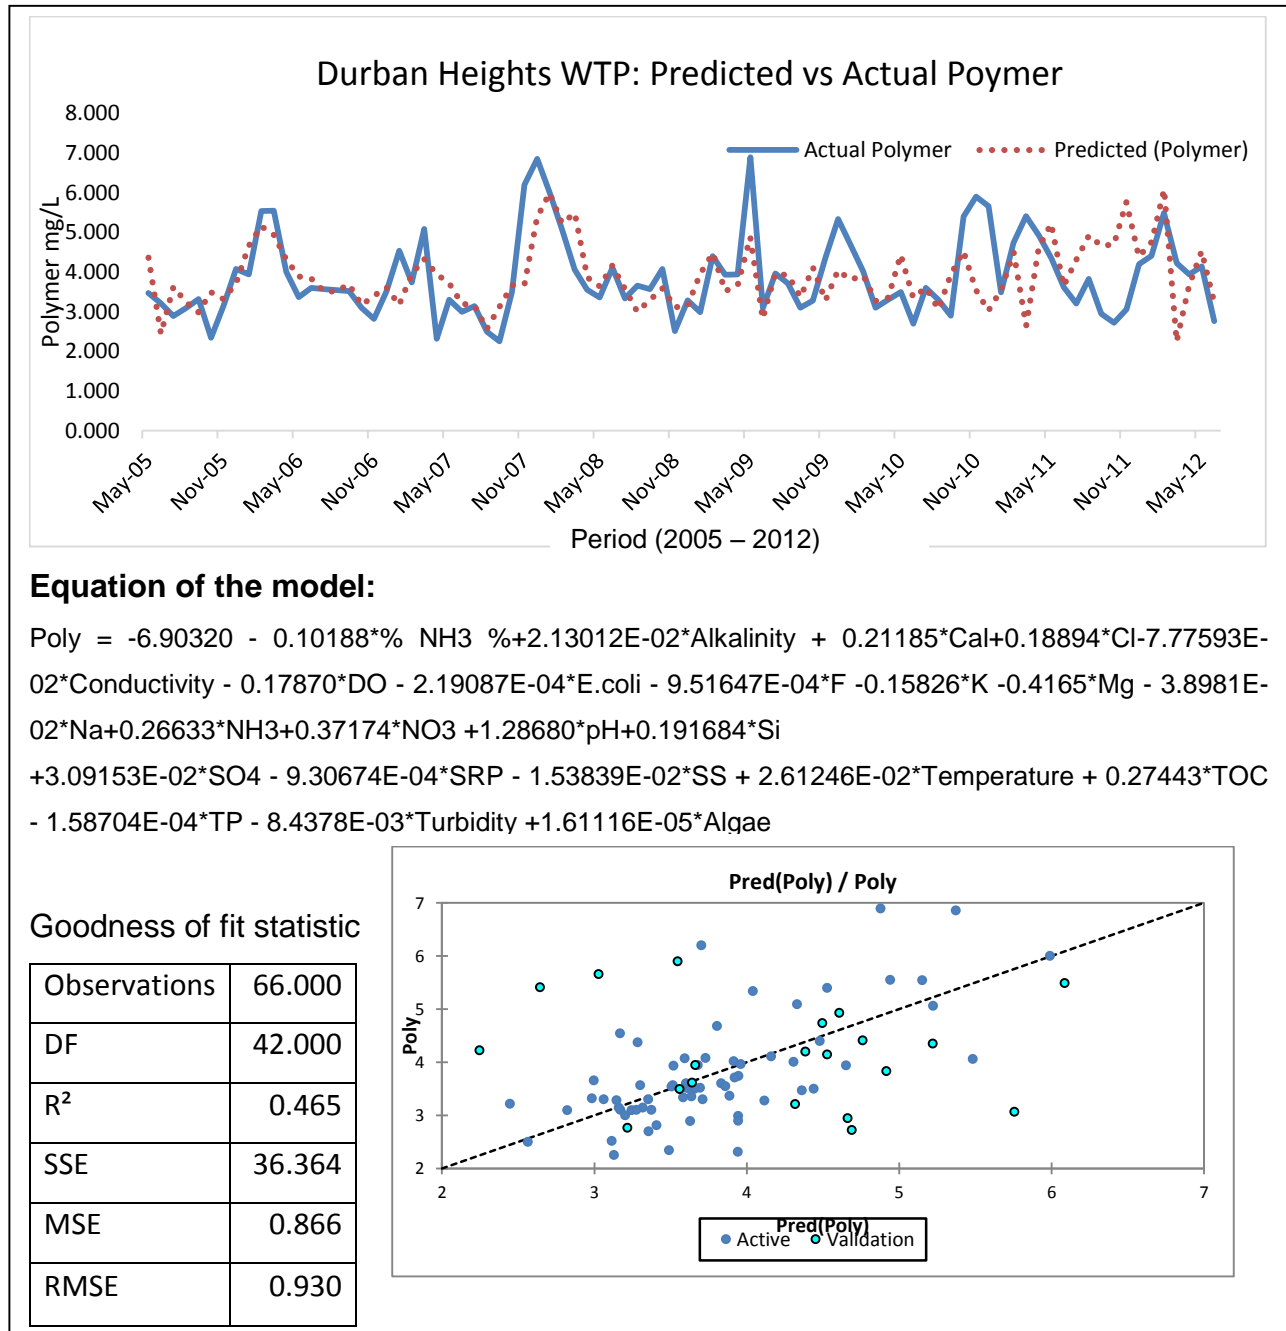 Durban Heights WTP: Predicted vs Actual Poymer
8.000
7.000
6.000
5.000
4.000
3.000
2.000
1.000
0.000
Polymer mg/L
Actual Polymer
Predicted (Polymer)
May-05
Nov-05
May-06
Nov-06
May-07
Nov-07
May-08
Nov-08
May-09
Nov-09
May-10
Nov-10
May-11
Nov-11
May-12
Period (2005 – 2012)
Equation of the model:
Poly = -6.90320 - 0.10188*% NH3 %+2.13012E-02*Alkalinity + 0.21185*Cal+0.18894*Cl-7.77593E-
02*Conductivity - 0.17870*DO - 2.19087E-04*E.coli - 9.51647E-04*F -0.15826*K -0.4165*Mg - 3.8981E-
02*Na+0.26633*NH3+0.37174*NO3 +1.28680*pH+0.191684*Si
+3.09153E-02*SO4 - 9.30674E-04*SRP - 1.53839E-02*SS + 2.61246E-02*Temperature + 0.27443*TOC
- 1.58704E-04*TP - 8.4378E-03*Turbidity +1.61116E-05*Algae
Goodness of fit statistic
Observations 66.000
DF 42.000
R² 0.465
SSE 36.364
MSE 0.866
RMSE 0.930
Pred(Poly) / Poly
7
6
5
4
3
2
Poly
2
3
4
5
6
7
Pred(Poly)
Active
Validation